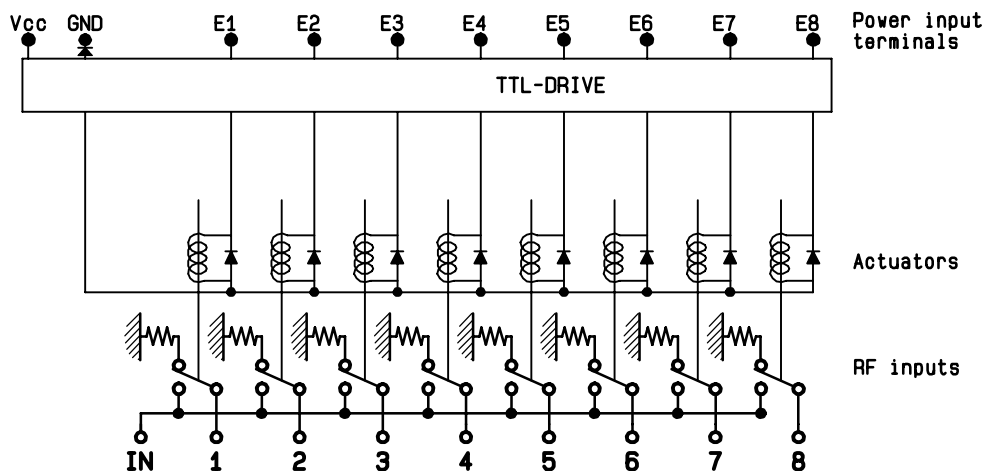 Vcc GND E1 E2 E3 E4 E5 E6 E7 E8 Power input
terminals
TTL-DRIVE
Actuators
RF inputs
IN 1 2 3 4 5 6 7 8